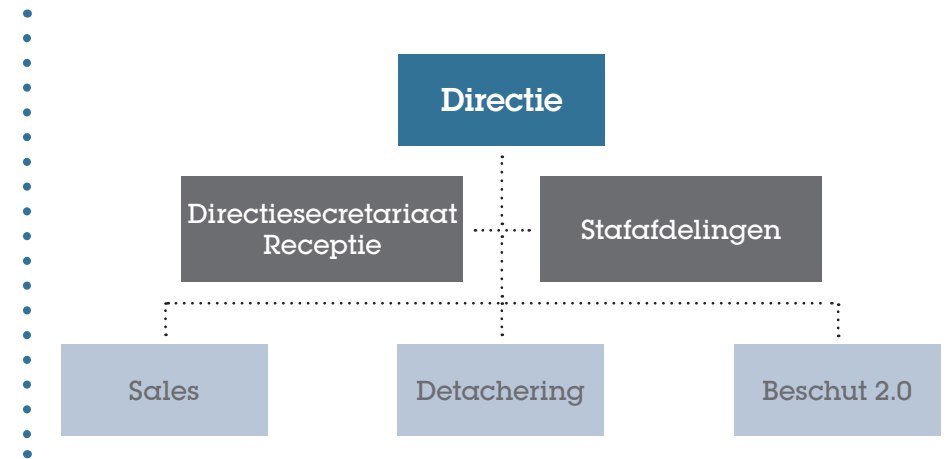 Directie
Directiesecretariaat
Receptie
Stafafdelingen
Sales
Detachering
Beschut 2.0